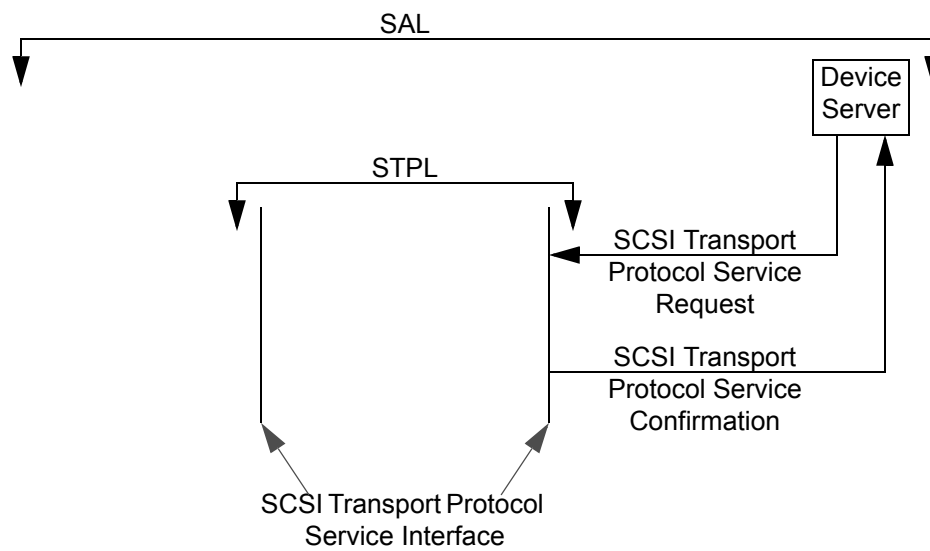 SAL
Device
Server
STPL
SCSI Transport
Protocol Service
Request
SCSI Transport
Protocol Service
Confirmation
SCSI Transport Protocol
Service Interface